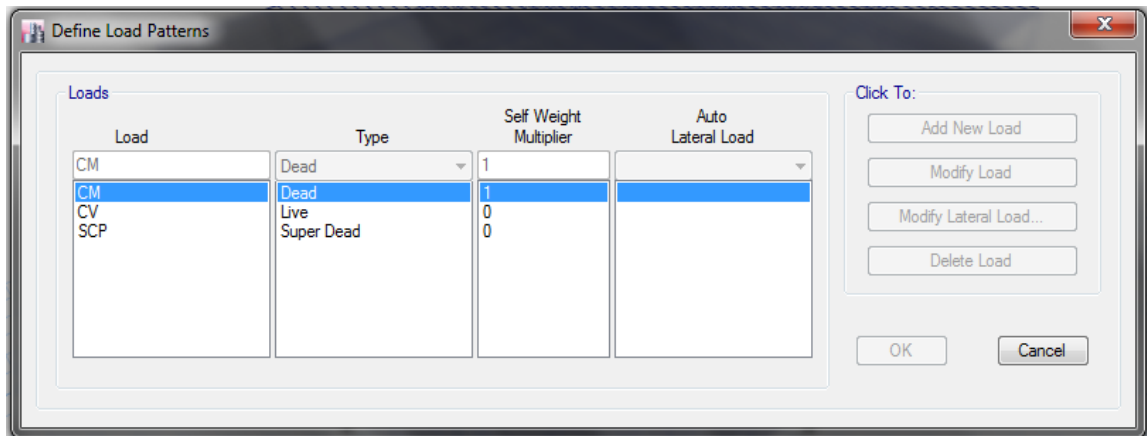 Define Load Patterns
Loads
Click To:
Load Type Self Weight Multiplier Auto Lateral Load
CM Dead 1
CM Dead 1
CV Live 0
SCP Super Dead 0
Add New Load
Modify Load
Modify Lateral Load...
Delete Load
OK Cancel